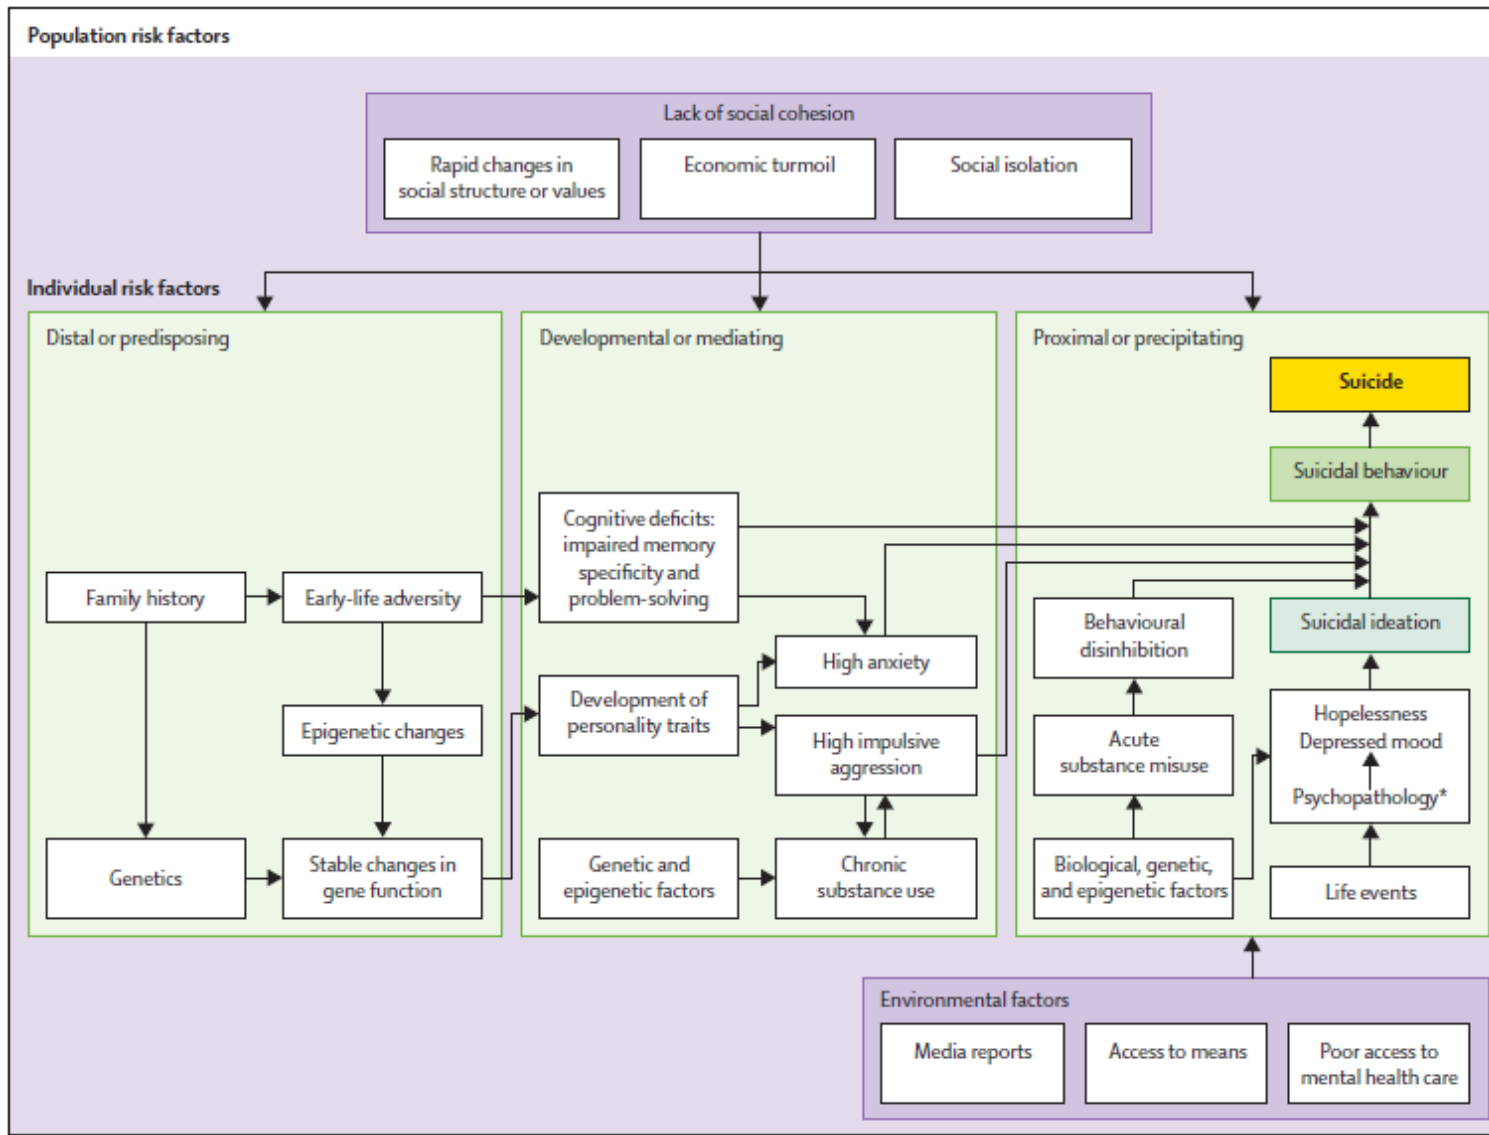 Population risk factors
Lack of social cohesion
Rapid changes in
social structure or values
Economic turmoil
Social isolation
Individual risk factors
Distal or predisposing
Family history
Early-life adversity
Epigenetic changes
Genetics
Stable changes in
gene function
Developmental or mediating
Cognitive deficits:
impaired memory
specificity and
problem-solving
High anxiety
Development of
personality traits
High impulsive
aggression
Genetic and
epigenetic factors
Chronic
substance use
Proximal or precipitating
Suicide
Suicidal behaviour
Suicidal ideation
Behavioural
disinhibition
Hopelessness
Depressed mood
Psychopathology*
Acute
substance misuse
Biological, genetic,
and epigenetic factors
Life events
Environmental factors
Media reports
Access to means
Poor access to
mental health care